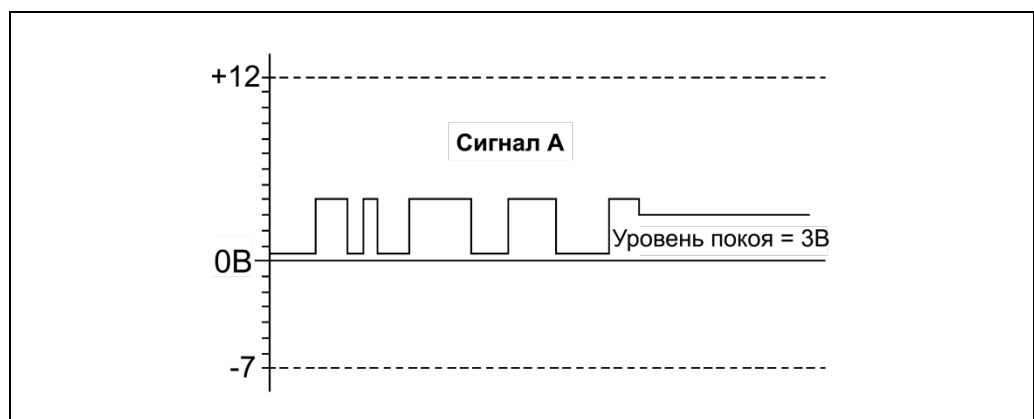 +12
Сигнал А
Уровень покоя = 3В
0В
-7